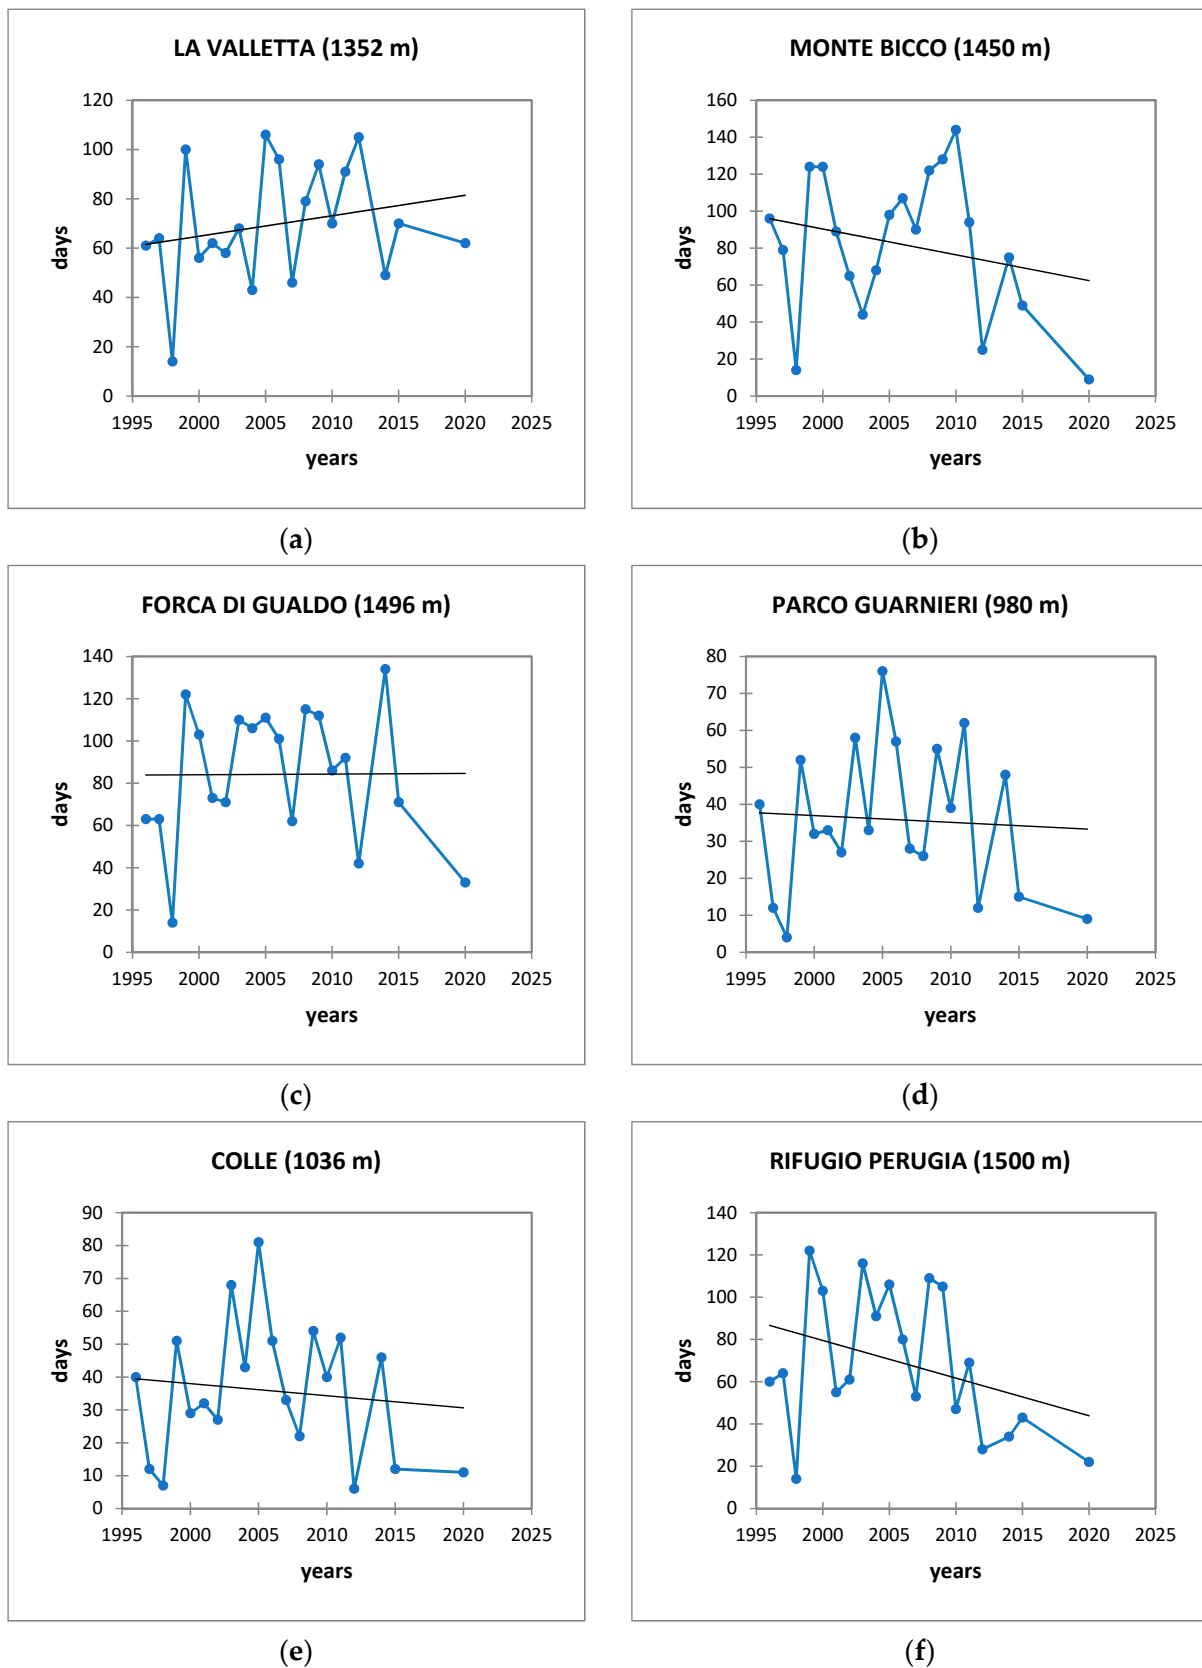 LA VALLETTA (1352 m)
120
100
80
60
40
20
0
days
1995 2000 2005 2010 2015 2020 2025
years
(a)
MONTE BICCO (1450 m)
160
140
120
100
80
60
40
20
0
days
1995 2000 2005 2010 2015 2020 2025
years
(b)
FORCA DI GUALDO (1496 m)
140
120
100
80
60
40
20
0
days
1995 2000 2005 2010 2015 2020 2025
years
(c)
PARCO GUARNIERI (980 m)
80
70
60
50
40
30
20
10
0
days
1995 2000 2005 2010 2015 2020 2025
years
(d)
COLLE (1036 m)
90
80
70
60
50
40
30
20
10
0
days
1995 2000 2005 2010 2015 2020 2025
years
(e)
RIFUGIO PERUGIA (1500 m)
140
120
100
80
60
40
20
0
days
1995 2000 2005 2010 2015 2020 2025
years
(f)